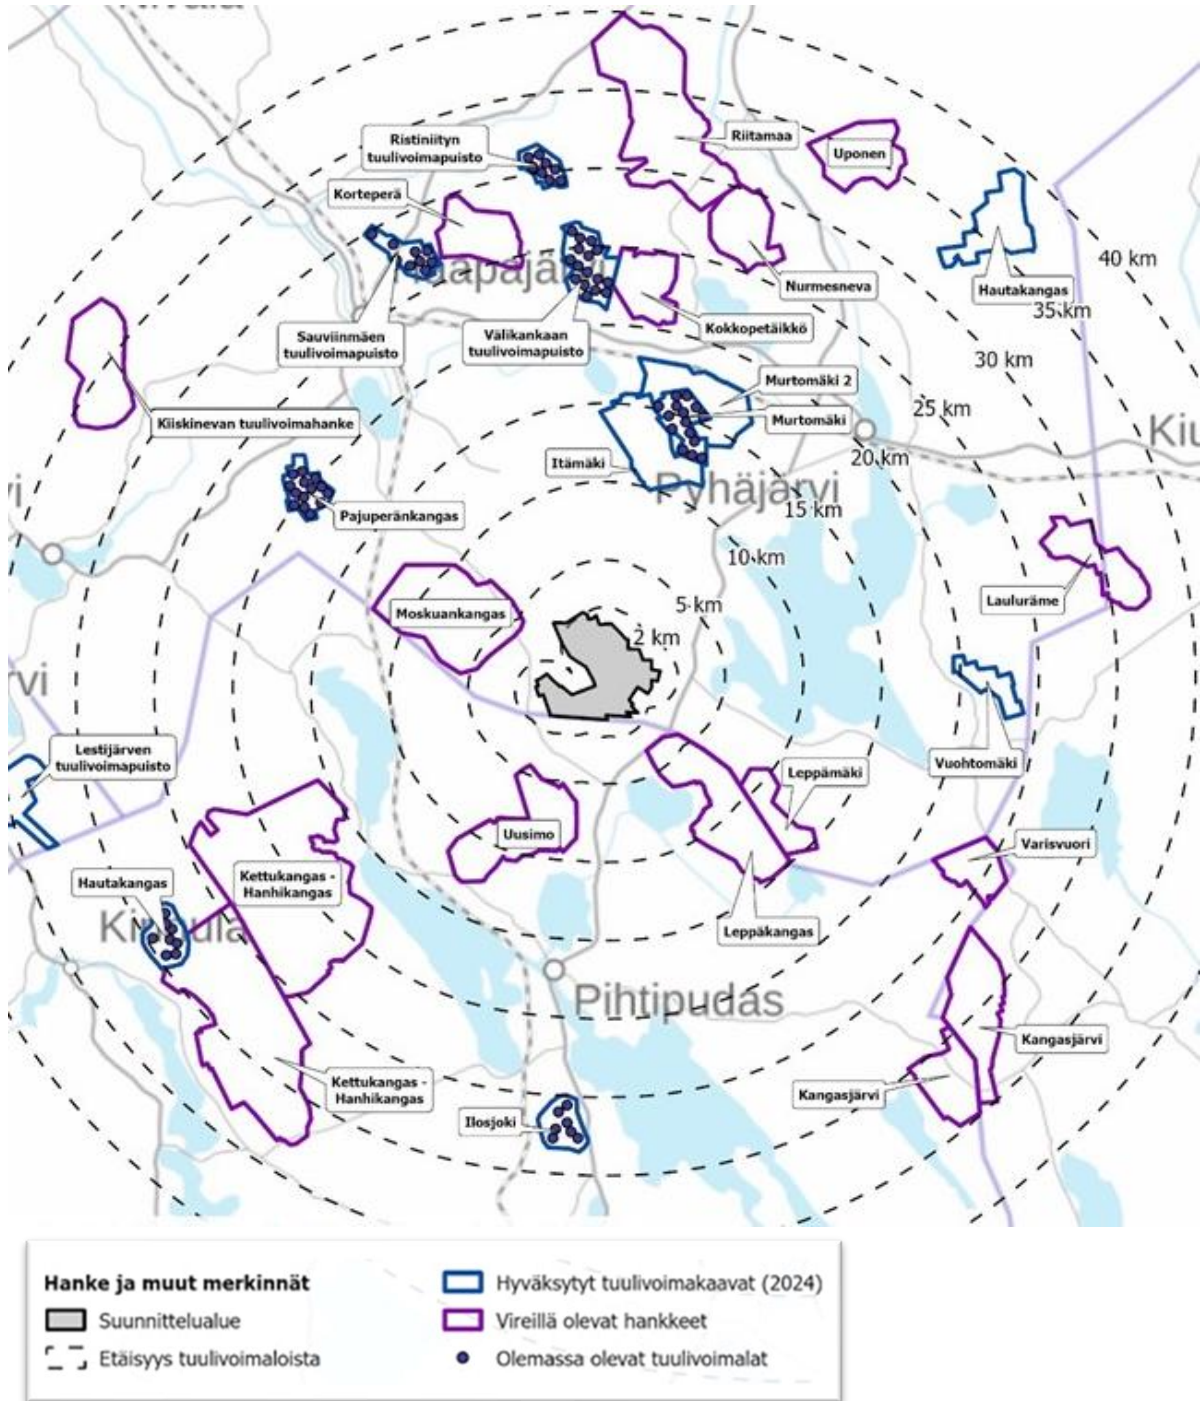 Ristiniityn
tuulivoimapuisto
Riitamaa
Uponen
Korteperä
Haapajärvi
Nurmesneva
Hautakangas
40 km
35 km
Sauviinmäen
tuulivoimapuisto
Välikankaan
tuulivoimapuisto
Kokkopetäikkö
30 km
Murtomäki 2
25 km
Murtomäki
Kiiskinevan tuulivoimahanke
20 km
Itämäki
Pyhäjärvi
15 km
Pajuperänkangas
10 km
Lauluräme
5 km
Moskuankangas
2 km
Lestijärven
tuulivoimapuisto
Vuohtomäki
Leppämäki
Uusimo
Varisvuori
Hautakangas
Kettukangas -
Hanhikangas
Kinnula
Leppäkangas
Pihtipudas
Kangasjärvi
Kettukangas -
Hanhikangas
Kangasjärvi
Ilosjoki
Hanke ja muut merkinnät
Suunnittelualue
Etäisyys tuulivoimaloista
Hyväksytyt tuulivoimakaavat (2024)
Vireillä olevat hankkeet
Olemassa olevat tuulivoimalat